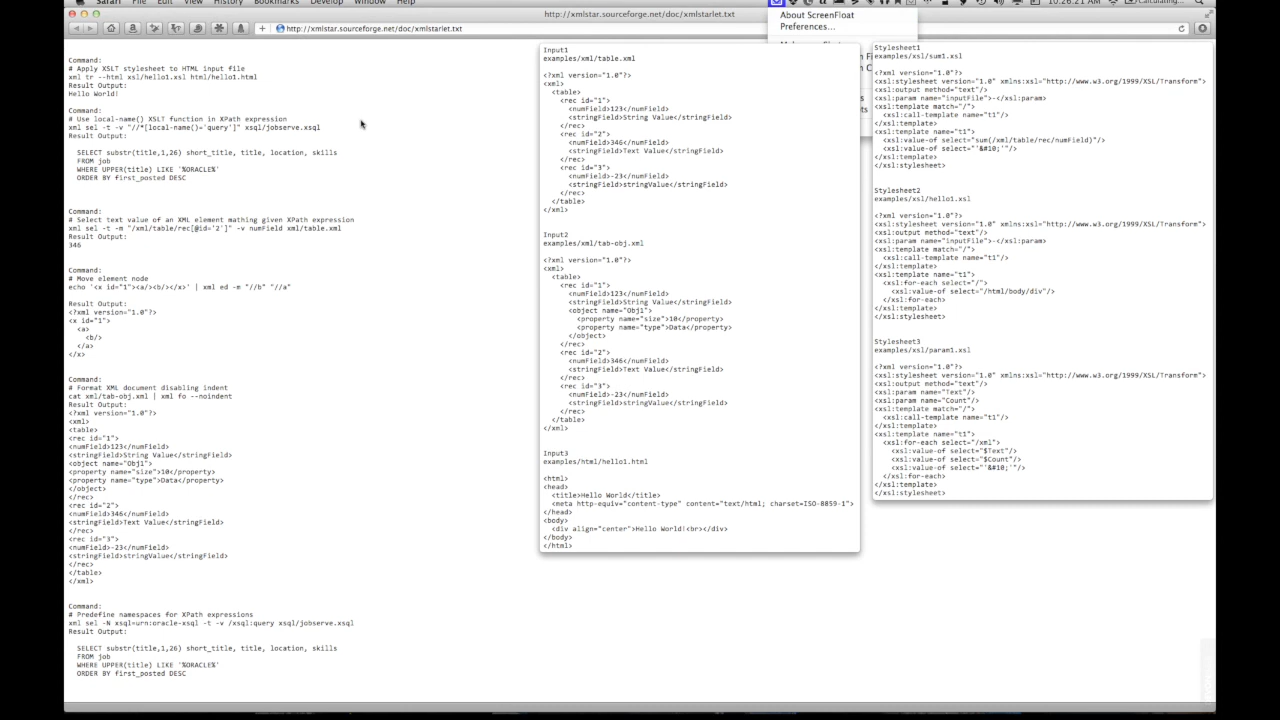 Safari File Edit View History Bookmarks Develop Window Help
10:26:21 AM
Calculating...
http://xmlstar.sourceforge.net/doc/xmlstarlet.txt
http://xmlstar.sourceforge.net/doc/xmlstarlet.txt
About ScreenFloat
Preferences...
Command:
# Apply XSLT stylesheet to HTML input file
xml tr --html xsl/hello1.xsl html/hello1.html
Result Output:
Hello World!
Command:
# Use local-name() XSLT function in XPath expression
xml sel -t -v "//*[local-name()='query']" xsql/jobserve.xsql
Result Output:
SELECT substr(title,1,26) short_title, title, location, skills
FROM job
WHERE UPPER(title) LIKE '%ORACLE%'
ORDER BY first_posted DESC
Command:
# Select text value of an XML element mathing given XPath expression
xml sel -t -m "/xml/table/rec[@id='2']" -v numField xml/table.xml
Result Output:
346
Command:
# Move element node
echo '<x id="1"><a/><b/></x>' | xml ed -m "//b" "//a"
Result Output:
<?xml version="1.0"?>
<x id="1">
<a>
<b/>
</a>
</x>
Command:
# Format XML document disabling indent
cat xml/tab-obj.xml | xml fo --noindent
Result Output:
<?xml version="1.0"?>
<xml>
<table>
<rec id="1">
<numField>123</numField>
<stringField>String Value</stringField>
<object name="Obj1">
<property name="size">10</property>
<property name="type">Data</property>
</object>
</rec>
<rec id="2">
<numField>346</numField>
<stringField>Text Value</stringField>
</rec>
<rec id="3">
<numField>-23</numField>
<stringField>stringValue</stringField>
</rec>
</table>
</xml>
Command:
# Predefine namespaces for XPath expressions
xml sel -N xsql=urn:oracle-xsql -t -v /xsql:query xsql/jobserve.xsql
Result Output:
SELECT substr(title,1,26) short_title, title, location, skills
FROM job
WHERE UPPER(title) LIKE '%ORACLE%'
ORDER BY first_posted DESC
Input1
examples/xml/table.xml
<?xml version="1.0"?>
<xml>
<table>
<rec id="1">
<numField>123</numField>
<stringField>String Value</stringField>
</rec>
<rec id="2">
<numField>346</numField>
<stringField>Text Value</stringField>
</rec>
<rec id="3">
<numField>-23</numField>
<stringField>stringValue</stringField>
</rec>
</table>
</xml>
Input2
examples/xml/tab-obj.xml
<?xml version="1.0"?>
<xml>
<table>
<rec id="1">
<numField>123</numField>
<stringField>String Value</stringField>
<object name="Obj1">
<property name="size">10</property>
<property name="type">Data</property>
</object>
</rec>
<rec id="2">
<numField>346</numField>
<stringField>Text Value</stringField>
</rec>
<rec id="3">
<numField>-23</numField>
<stringField>stringValue</stringField>
</rec>
</table>
</xml>
Input3
examples/html/hello1.html
<html>
<head>
<title>Hello World</title>
<meta http-equiv="content-type" content="text/html; charset=ISO-8859-1">
</head>
<body>
<div align="center">Hello World!<br></div>
</body>
</html>
Stylesheet1
examples/xsl/sum1.xsl
<?xml version="1.0"?>
<xsl:stylesheet version="1.0" xmlns:xsl="http://www.w3.org/1999/XSL/Transform">
<xsl:output method="text"/>
<xsl:param name="inputFile">-</xsl:param>
<xsl:template match="/">
<xsl:call-template name="t1"/>
</xsl:template>
<xsl:template name="t1">
<xsl:value-of select="sum(/xml/table/rec/numField)"/>
<xsl:value-of select="'&#10;'"/>
</xsl:template>
</xsl:stylesheet>
Stylesheet2
examples/xsl/hello1.xsl
<?xml version="1.0"?>
<xsl:stylesheet version="1.0" xmlns:xsl="http://www.w3.org/1999/XSL/Transform">
<xsl:output method="text"/>
<xsl:param name="inputFile">-</xsl:param>
<xsl:template match="/">
<xsl:call-template name="t1"/>
</xsl:template>
<xsl:template name="t1">
<xsl:for-each select="/">
<xsl:value-of select="/html/body/div"/>
</xsl:for-each>
</xsl:template>
</xsl:stylesheet>
Stylesheet3
examples/xsl/param1.xsl
<?xml version="1.0"?>
<xsl:stylesheet version="1.0" xmlns:xsl="http://www.w3.org/1999/XSL/Transform">
<xsl:output method="text"/>
<xsl:param name="Text"/>
<xsl:param name="Count"/>
<xsl:template match="/">
<xsl:call-template name="t1"/>
</xsl:template>
<xsl:template name="t1">
<xsl:for-each select="/xml">
<xsl:value-of select="$Text"/>
<xsl:value-of select="$Count"/>
<xsl:value-of select="'&#10;'"/>
</xsl:for-each>
</xsl:template>
</xsl:stylesheet>